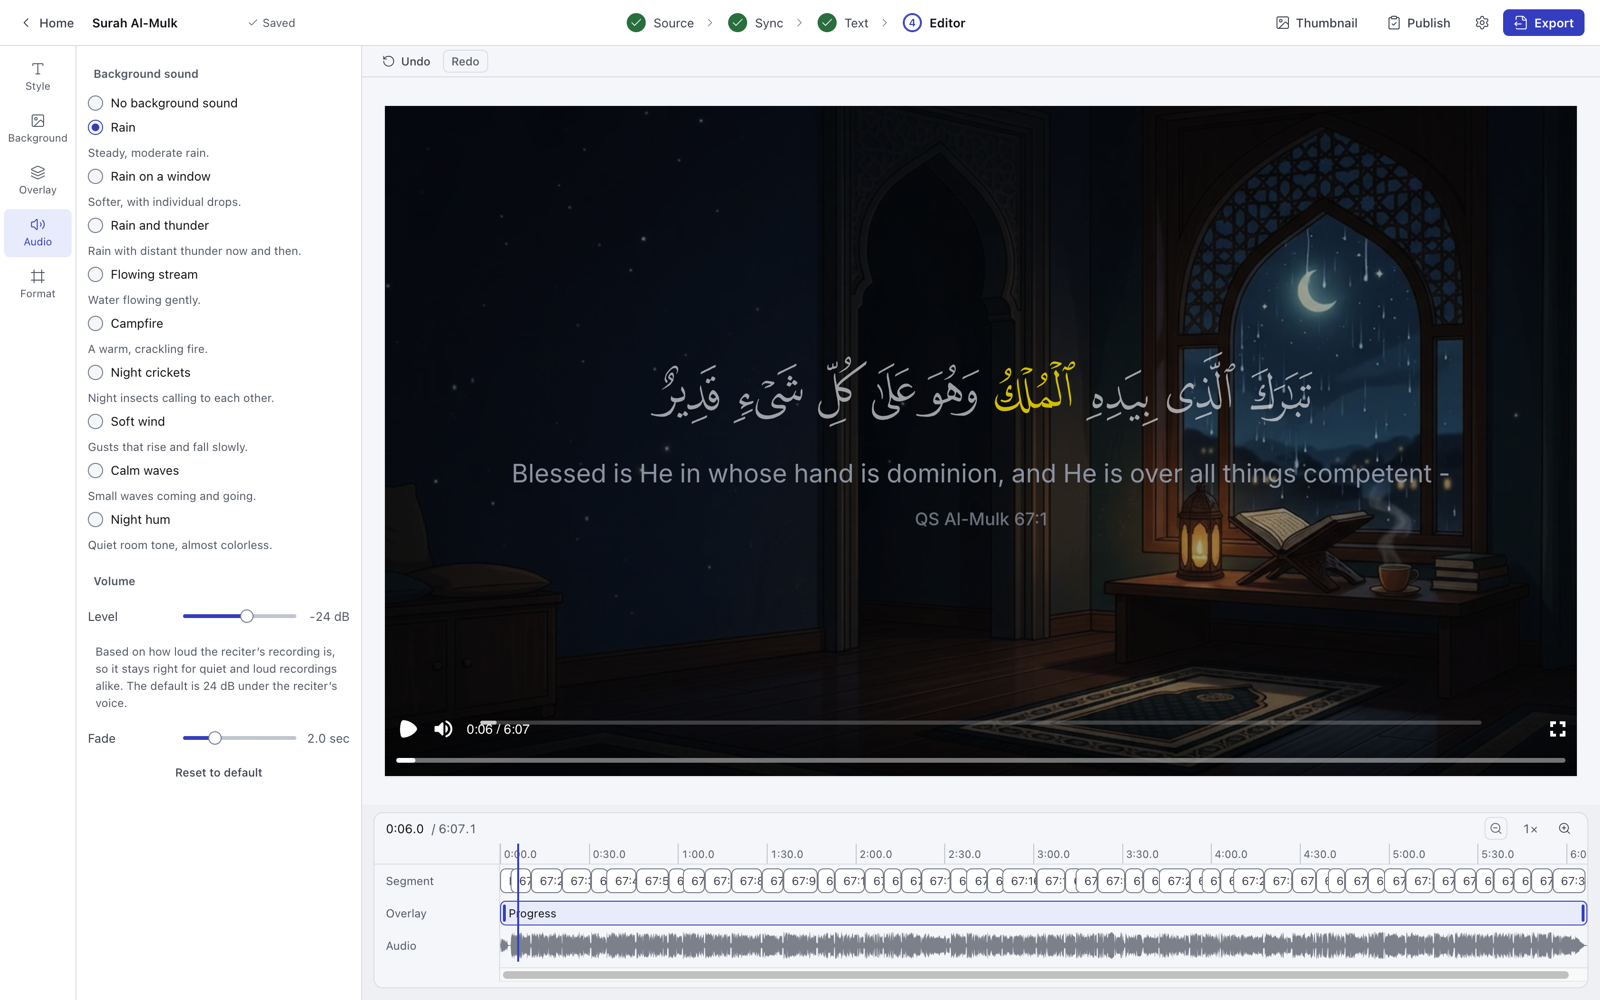 Home
Surah Al-Mulk
Saved
Source
Sync
Text
4 Editor
Thumbnail
Publish
Export
Style
Background
Overlay
Audio
Format
Undo
Redo
Background sound
No background sound
Rain
Steady, moderate rain.
Rain on a window
Softer, with individual drops.
Rain and thunder
Rain with distant thunder now and then.
Flowing stream
Water flowing gently.
Campfire
A warm, crackling fire.
Night crickets
Night insects calling to each other.
Soft wind
Gusts that rise and fall slowly.
Calm waves
Small waves coming and going.
Night hum
Quiet room tone, almost colorless.
Volume
Level -24 dB
Based on how loud the reciter's recording is,
so it stays right for quiet and loud recordings
alike. The default is 24 dB under the reciter's
voice.
Fade 2.0 sec
Reset to default
تَبَٰرَكَ ٱلَّذِى بِيَدِهِ ٱلْمُلْكُ وَهُوَ عَلَىٰ كُلِّ شَىْءٍ قَدِيرٌ
Blessed is He in whose hand is dominion, and He is over all things competent -
QS Al-Mulk 67:1
0:06 / 6:07
0:06.0 / 6:07.1
1×
0:00.0 0:30.0 1:00.0 1:30.0 2:00.0 2:30.0 3:00.0 3:30.0 4:00.0 4:30.0 5:00.0 5:30.0
Segment
Overlay Progress
Audio